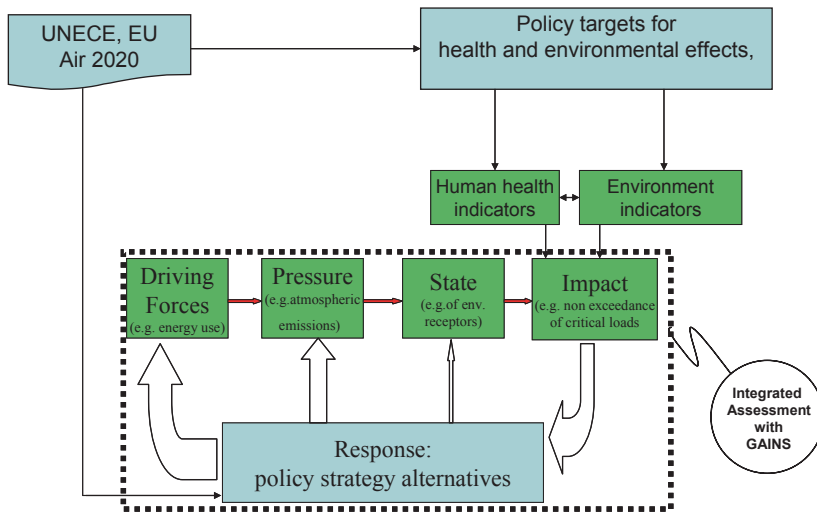 UNECE, EU
Air 2020
Policy targets for
health and environmental effects,
Human health
indicators
Environment
indicators
Driving
Forces
(e.g. energy use)
Pressure
(e.g.atmospheric
emissions)
State
(e.g.of env.
receptors)
Impact
(e.g. non exceedance
of critical loads
Integrated
Assessment
with
GAINS
Response:
policy strategy alternatives